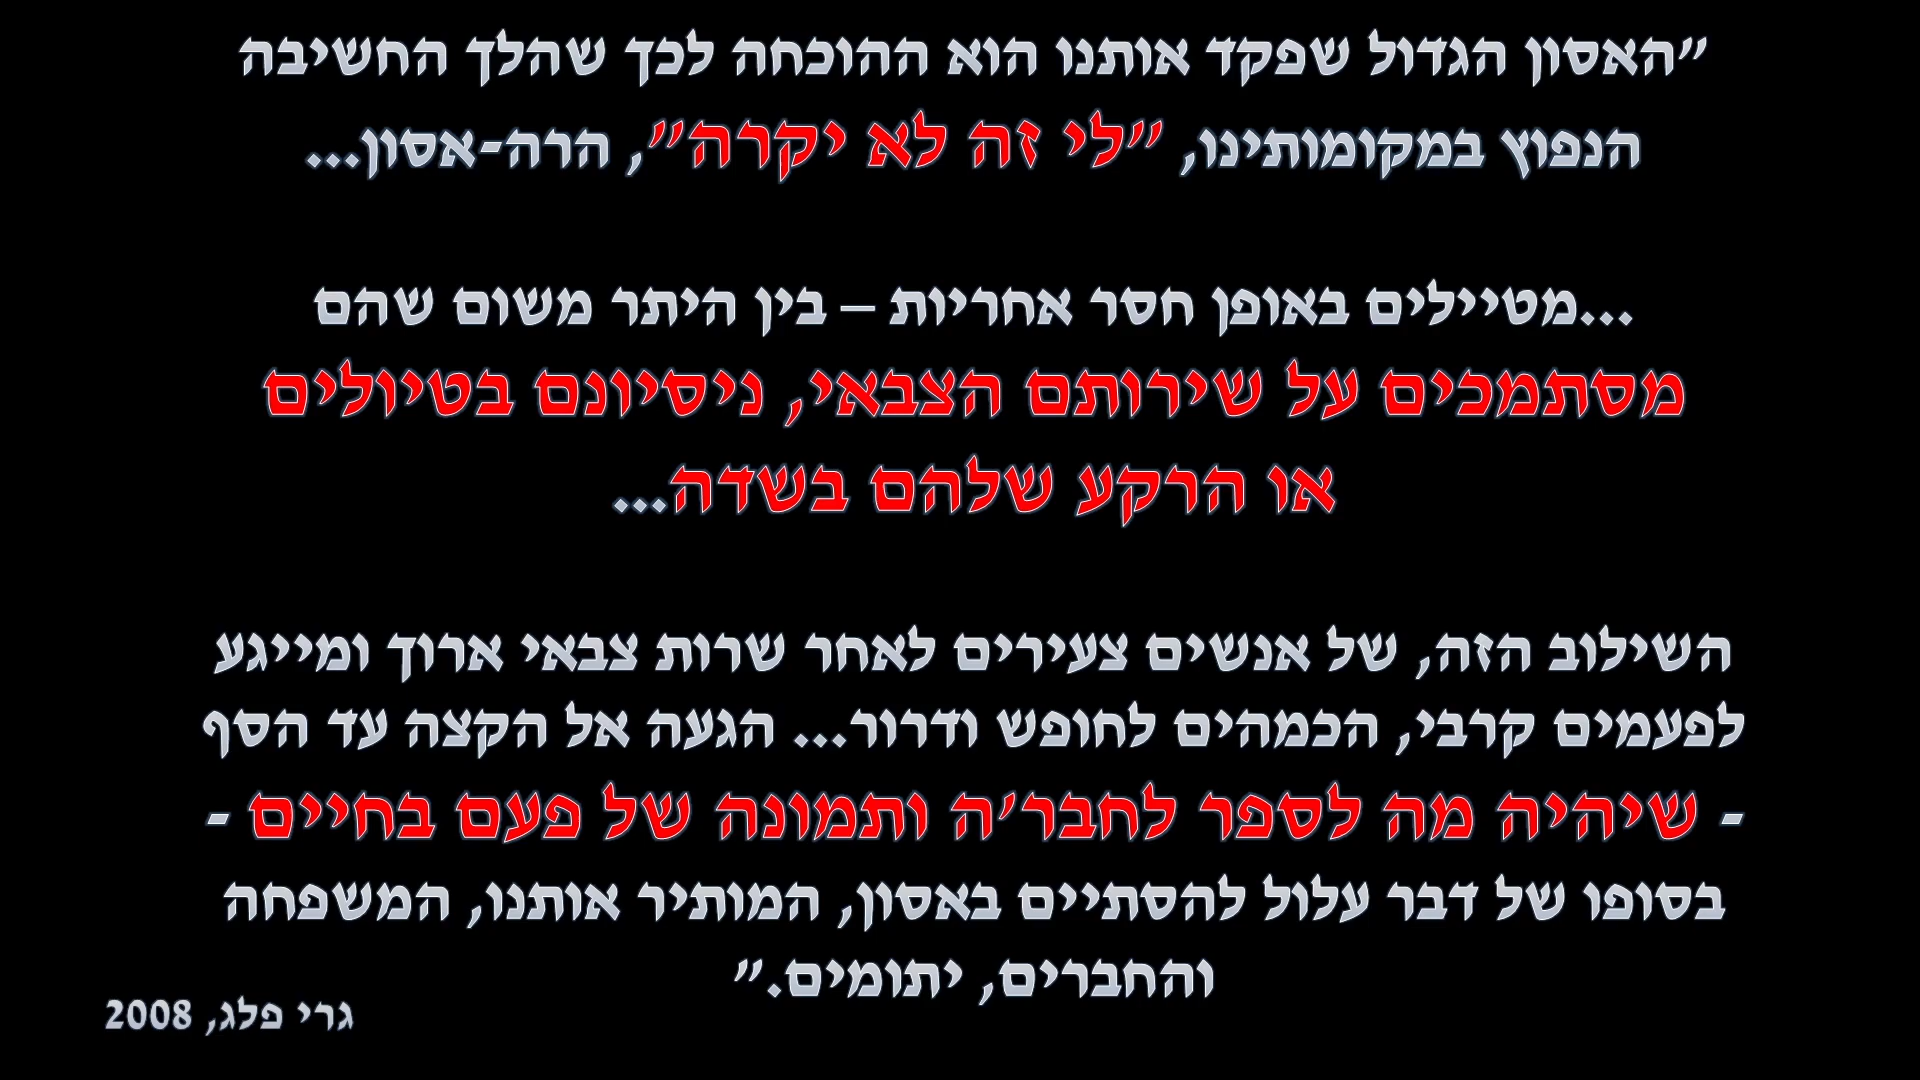 "האסון הגדול שפקד אותנו הוא ההוכחה לכך שהלך החשיבה
הנפוץ במקומותינו, "לי זה לא יקרה", הרה-אסון...
...מטיילים באופן חסר אחריות – בין היתר משום שהם
מסתמכים על שירותם הצבאי, ניסיונם בטיולים
או הרקע שלהם בשדה...
השילוב הזה, של אנשים צעירים לאחר שרות צבאי ארוך ומייגע
לפעמים קרבי, הכמהים לחופש ודרור... הגעה אל הקצה עד הסף
- שיהיה מה לספר לחבר'ה ותמונה של פעם בחיים -
בסופו של דבר עלול להסתיים באסון, המותיר אותנו, המשפחה
והחברים, יתומים."
גרי פלג, 2008